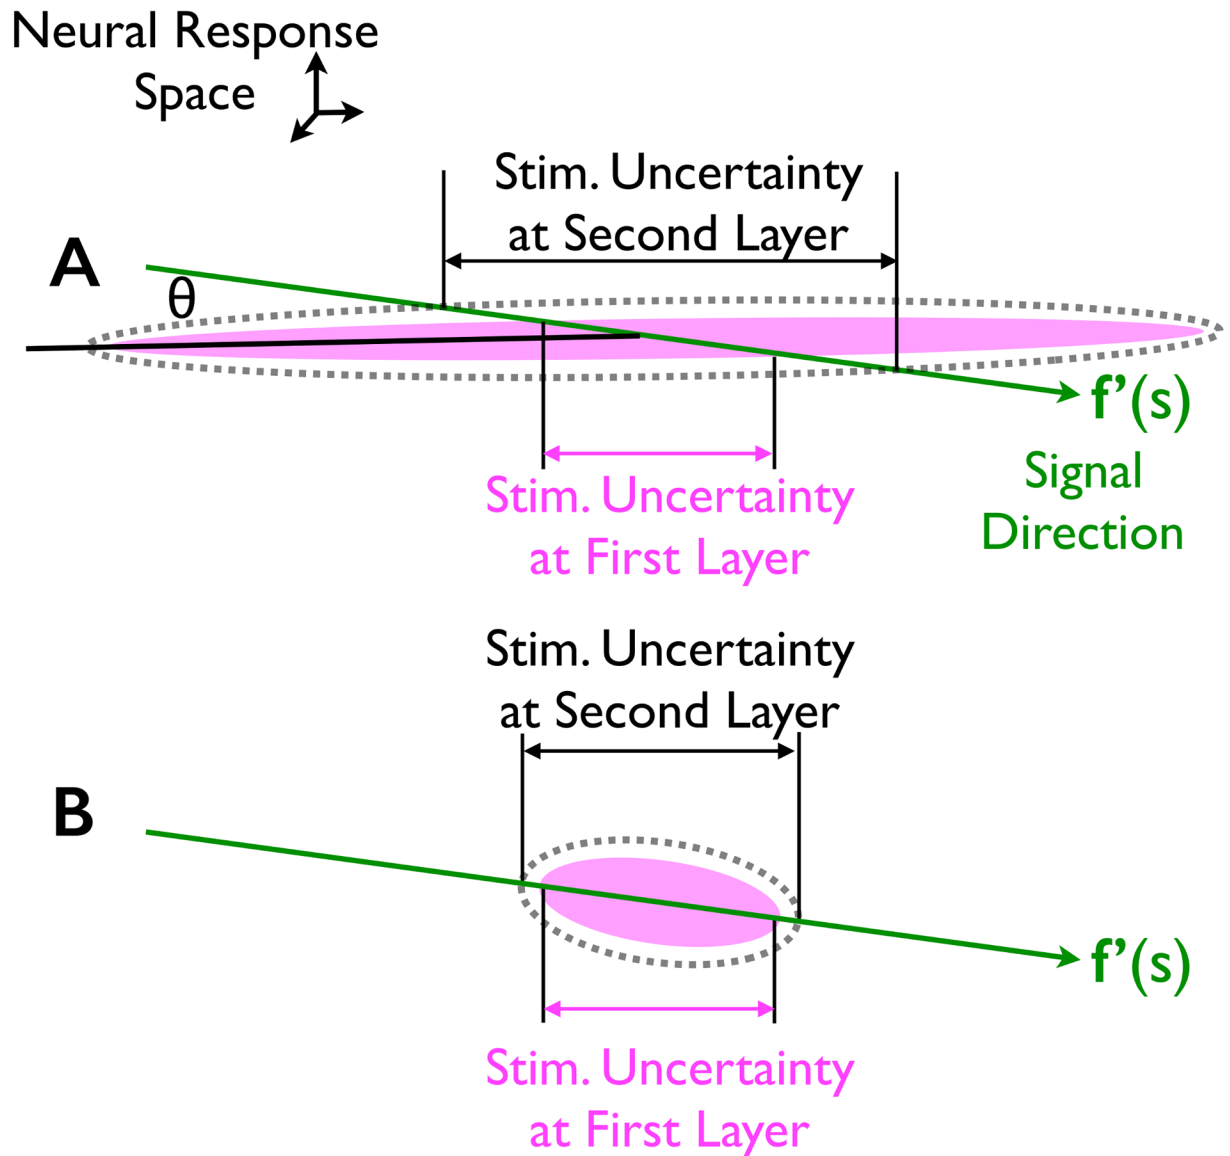 Neural Response
Space
Stim. Uncertainty
at Second Layer
A
θ
f’(s)
Signal
Direction
Stim. Uncertainty
at First Layer
Stim. Uncertainty
at Second Layer
B
f’(s)
Stim. Uncertainty
at First Layer